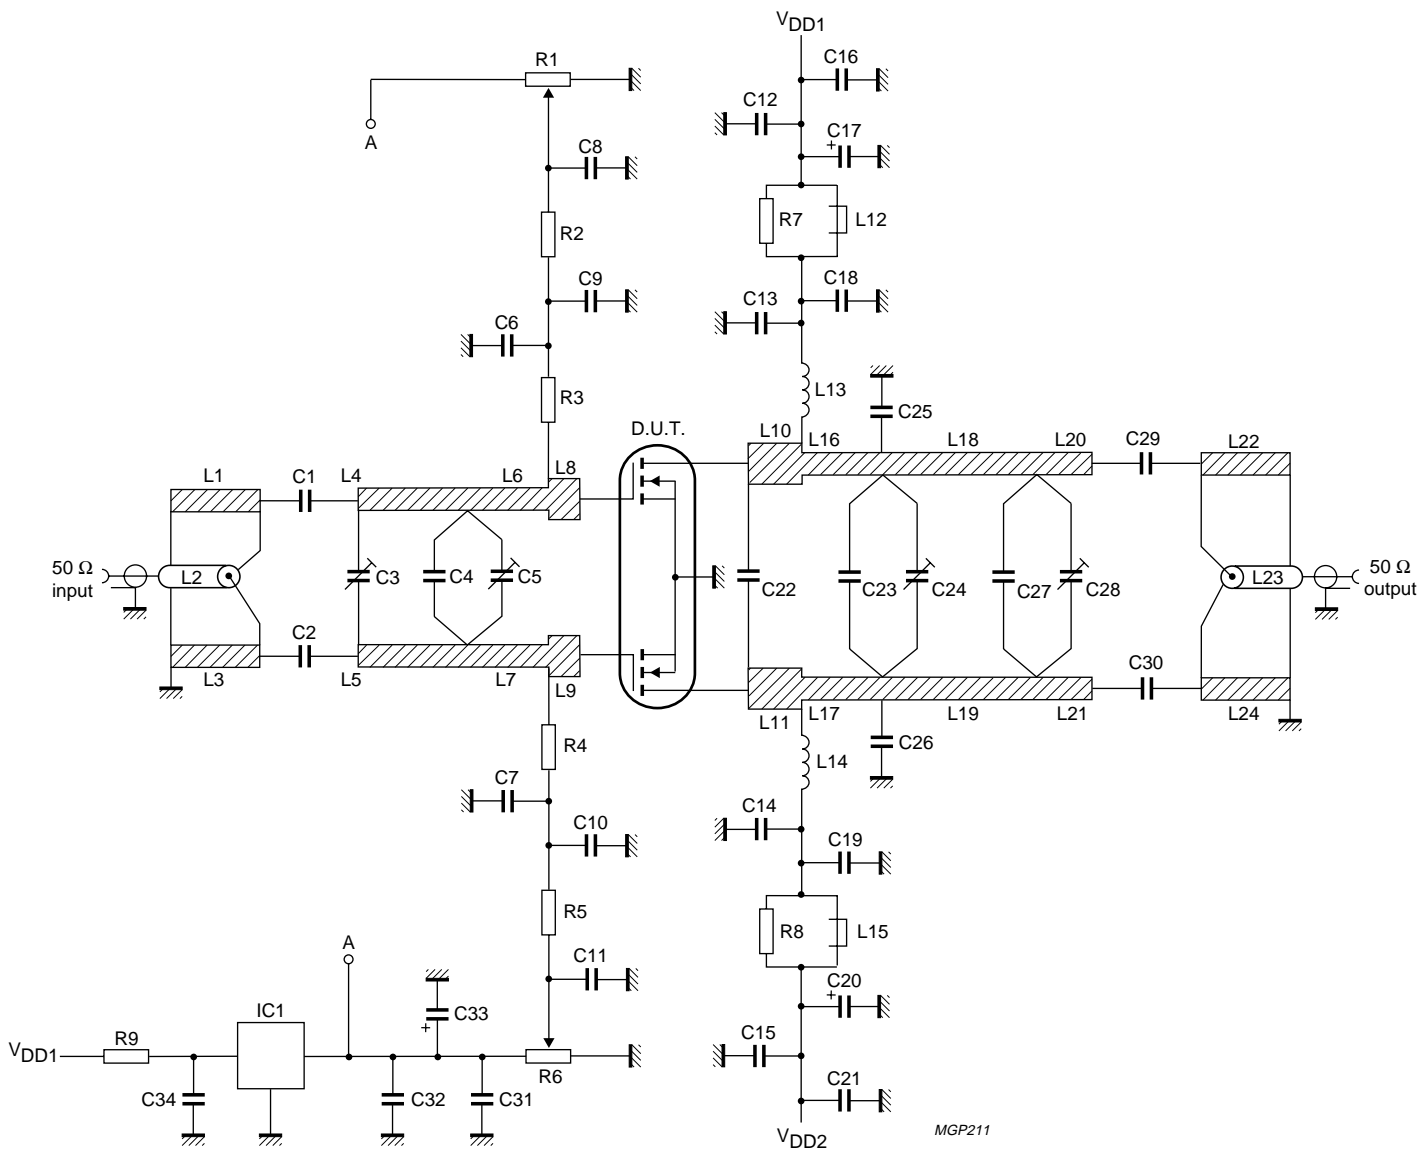 VDD1
R1
C16
C12
C17
A
C8
R7
L12
R2
C9
C18
C13
C6
L13
R3
C25
D.U.T.
L10
L16
L18
L20
C29
L22
L1
C1
L4
L6
L8
50 Ω
input
L2
C3
C4
C5
C22
C23
C24
C27
C28
L23
50 Ω
output
C2
L3
L5
L7
L9
C30
L11
L17
L19
L21
L24
R4
C26
L14
C7
C14
C10
C19
R5
R8
L15
A
C11
C20
+
C33
+
IC1
VDD1
R9
C15
R6
C34
C32
C31
C21
VDD2
MGP211
+